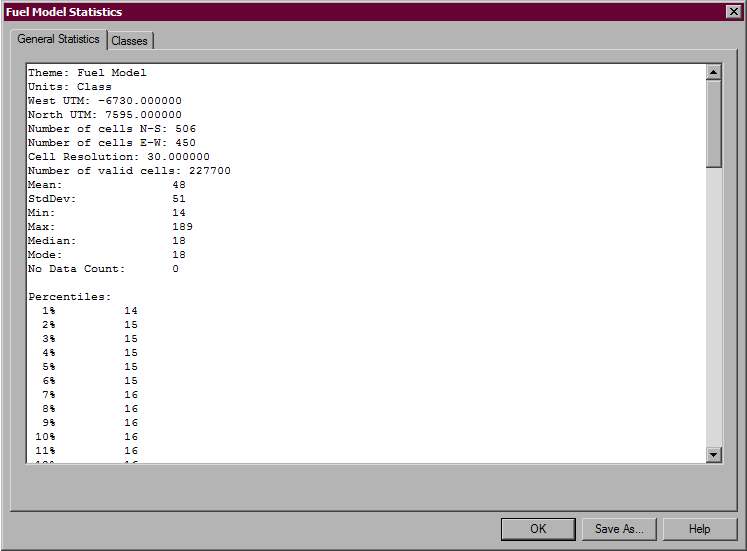 Fuel Model Statistics
General Statistics
Classes
Theme: Fuel Model
Units: Class
West UTM: -6730.000000
North UTM: 7595.000000
Number of cells N-S: 506
Number of cells E-W: 450
Cell Resolution: 30.000000
Number of valid cells: 227700
Mean: 48
StdDev: 51
Min: 14
Max: 189
Median: 18
Mode: 18
No Data Count: 0
Percentiles:
1% 14
2% 15
3% 15
4% 15
5% 15
6% 15
7% 16
8% 16
9% 16
10% 16
11% 16
OK
Save As...
Help